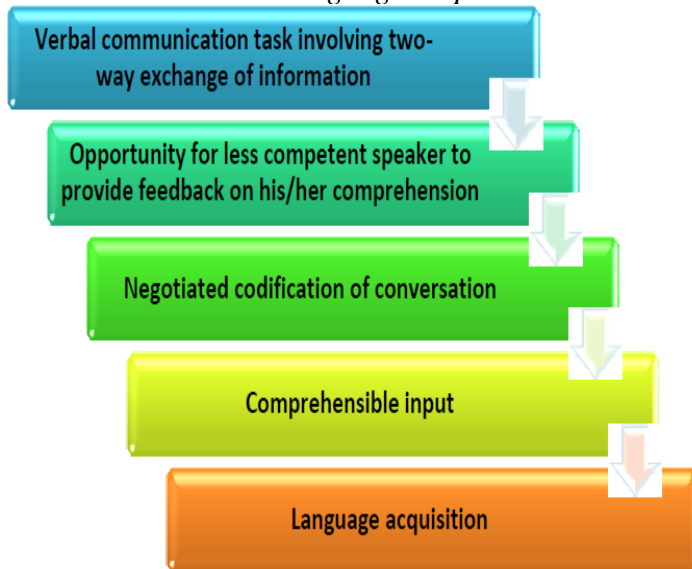 Verbal communication task involving two-
way exchange of information
Opportunity for less competent speaker to
provide feedback on his/her comprehension
Negotiated codification of conversation
Comprehensible input
Language acquisition